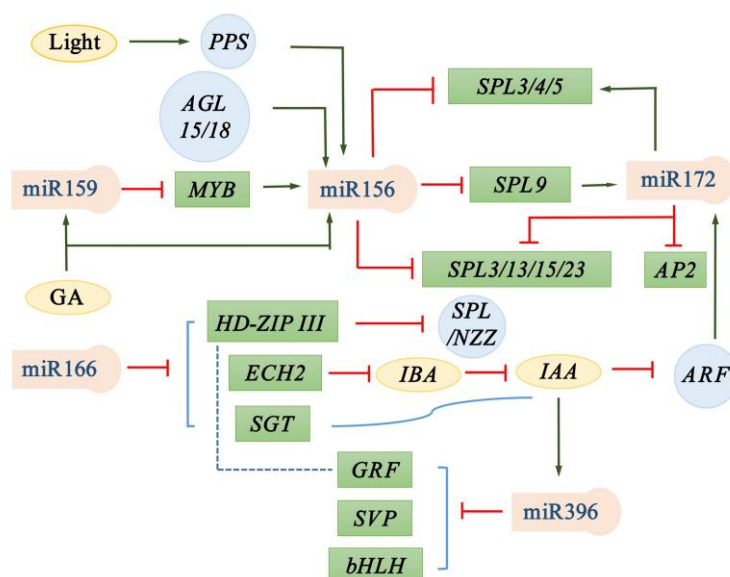 Light
PPS
AGL
15/18
SPL3/4/5
miR159
MYB
miR156
SPL9
miR172
GA
SPL3/13/15/23
AP2
HD-ZIP III
SPL
/NZZ
miR166
ECH2
IBA
IAA
ARF
SGT
GRF
SVP
miR396
bHLH